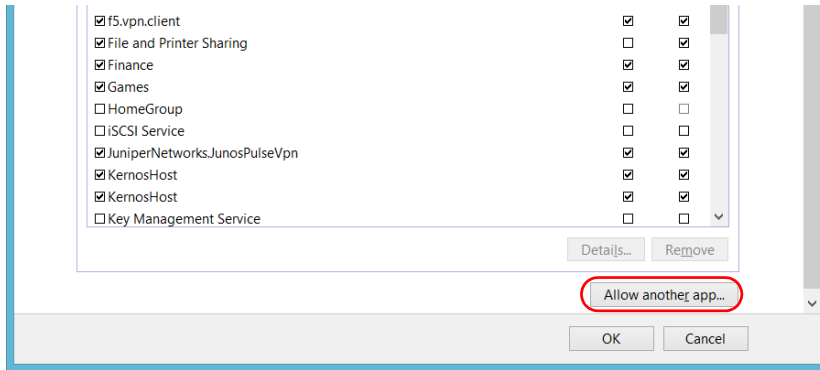 f5.vpn.client
File and Printer Sharing
Finance
Games
HomeGroup
iSCSI Service
JuniperNetworks.JunosPulseVpn
KernosHost
KernosHost
Key Management Service
Details... Remove
Allow another app...
OK Cancel